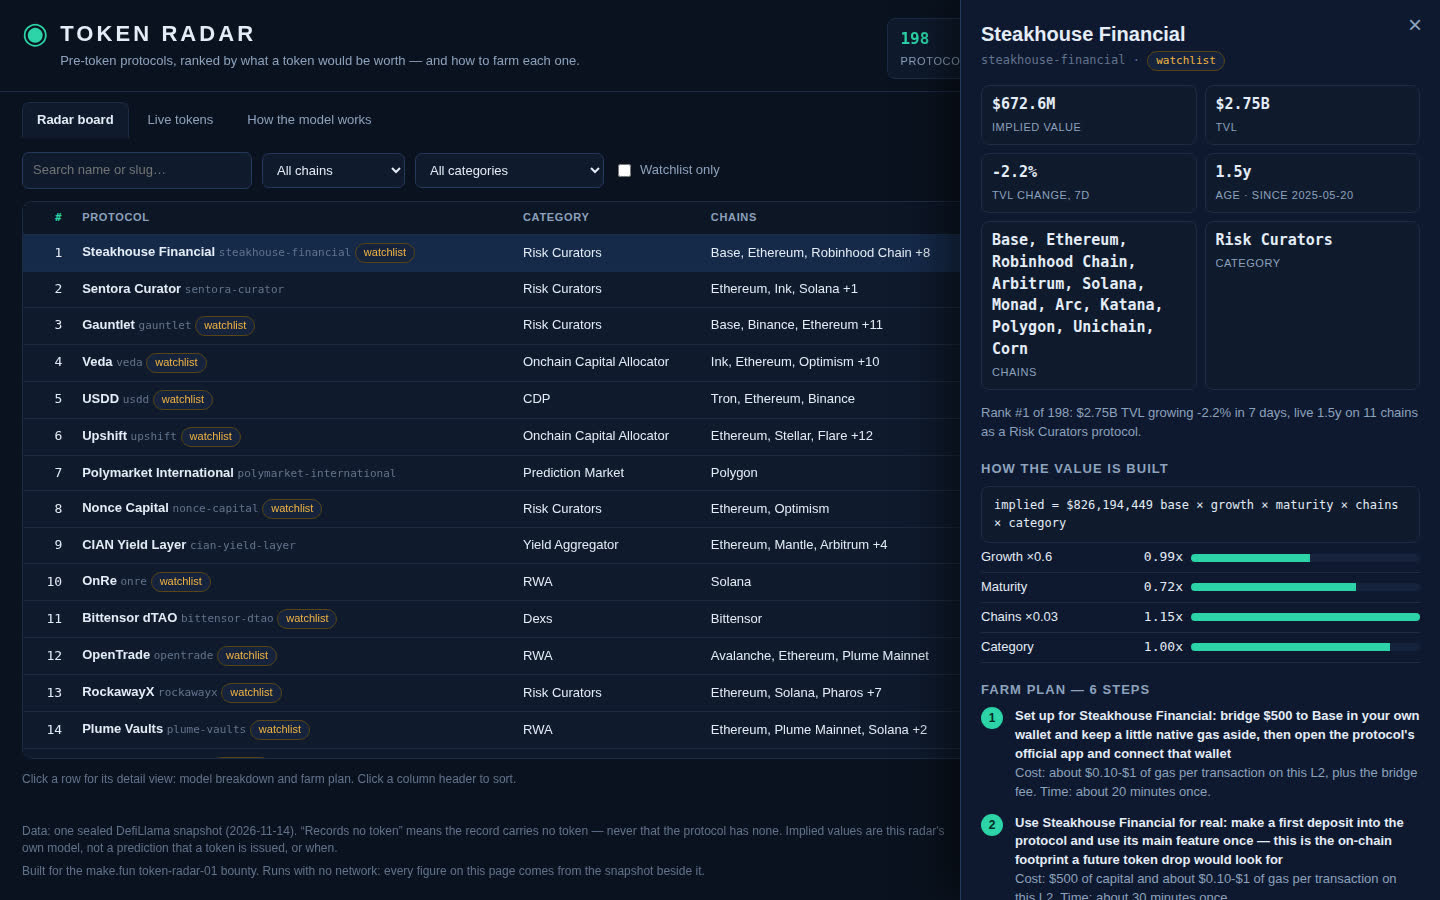 TOKEN RADAR
Pre-token protocols, ranked by what a token would be worth — and how to farm each one.
198
PROTOCO
Radar board
Live tokens
How the model works
Search name or slug…
All chains
All categories
Watchlist only
# PROTOCOL CATEGORY CHAINS
1 Steakhouse Financial steakhouse-financial watchlist Risk Curators Base, Ethereum, Robinhood Chain +8
2 Sentora Curator sentora-curator Risk Curators Ethereum, Ink, Solana +1
3 Gauntlet gauntlet watchlist Risk Curators Base, Binance, Ethereum +11
4 Veda veda watchlist Onchain Capital Allocator Ink, Ethereum, Optimism +10
5 USDD usdd watchlist CDP Tron, Ethereum, Binance
6 Upshift upshift watchlist Onchain Capital Allocator Ethereum, Stellar, Flare +12
7 Polymarket International polymarket-international Prediction Market Polygon
8 Nonce Capital nonce-capital watchlist Risk Curators Ethereum, Optimism
9 CIAN Yield Layer cian-yield-layer Yield Aggregator Ethereum, Mantle, Arbitrum +4
10 OnRe onre watchlist RWA Solana
11 Bittensor dTAO bittensor-dtao watchlist Dexs Bittensor
12 OpenTrade opentrade watchlist RWA Avalanche, Ethereum, Plume Mainnet
13 RockawayX rockawayx watchlist Risk Curators Ethereum, Solana, Pharos +7
14 Plume Vaults plume-vaults watchlist RWA Ethereum, Plume Mainnet, Solana +2
Click a row for its detail view: model breakdown and farm plan. Click a column header to sort.
Data: one sealed DefiLlama snapshot (2026-11-14). “Records no token” means the record carries no token — never that the protocol has none. Implied values are this radar's
own model, not a prediction that a token is issued, or when.
Built for the make.fun token-radar-01 bounty. Runs with no network: every figure on this page comes from the snapshot beside it.
Steakhouse Financial
×
steakhouse-financial · watchlist
$672.6M
IMPLIED VALUE
$2.75B
TVL
-2.2%
TVL CHANGE, 7D
1.5y
AGE · SINCE 2025-05-20
Base, Ethereum,
Robinhood Chain,
Arbitrum, Solana,
Monad, Arc, Katana,
Polygon, Unichain,
Corn
CHAINS
Risk Curators
CATEGORY
Rank #1 of 198: $2.75B TVL growing -2.2% in 7 days, live 1.5y on 11 chains
as a Risk Curators protocol.
HOW THE VALUE IS BUILT
implied = $826,194,449 base × growth × maturity × chains
× category
Growth ×0.6 0.99x
Maturity 0.72x
Chains ×0.03 1.15x
Category 1.00x
FARM PLAN — 6 STEPS
1
Set up for Steakhouse Financial: bridge $500 to Base in your own
wallet and keep a little native gas aside, then open the protocol's
official app and connect that wallet
Cost: about $0.10-$1 of gas per transaction on this L2, plus the bridge
fee. Time: about 20 minutes once.
2
Use Steakhouse Financial for real: make a first deposit into the
protocol and use its main feature once — this is the on-chain
footprint a future token drop would look for
Cost: $500 of capital and about $0.10-$1 of gas per transaction on
this L2. Time: about 30 minutes once.